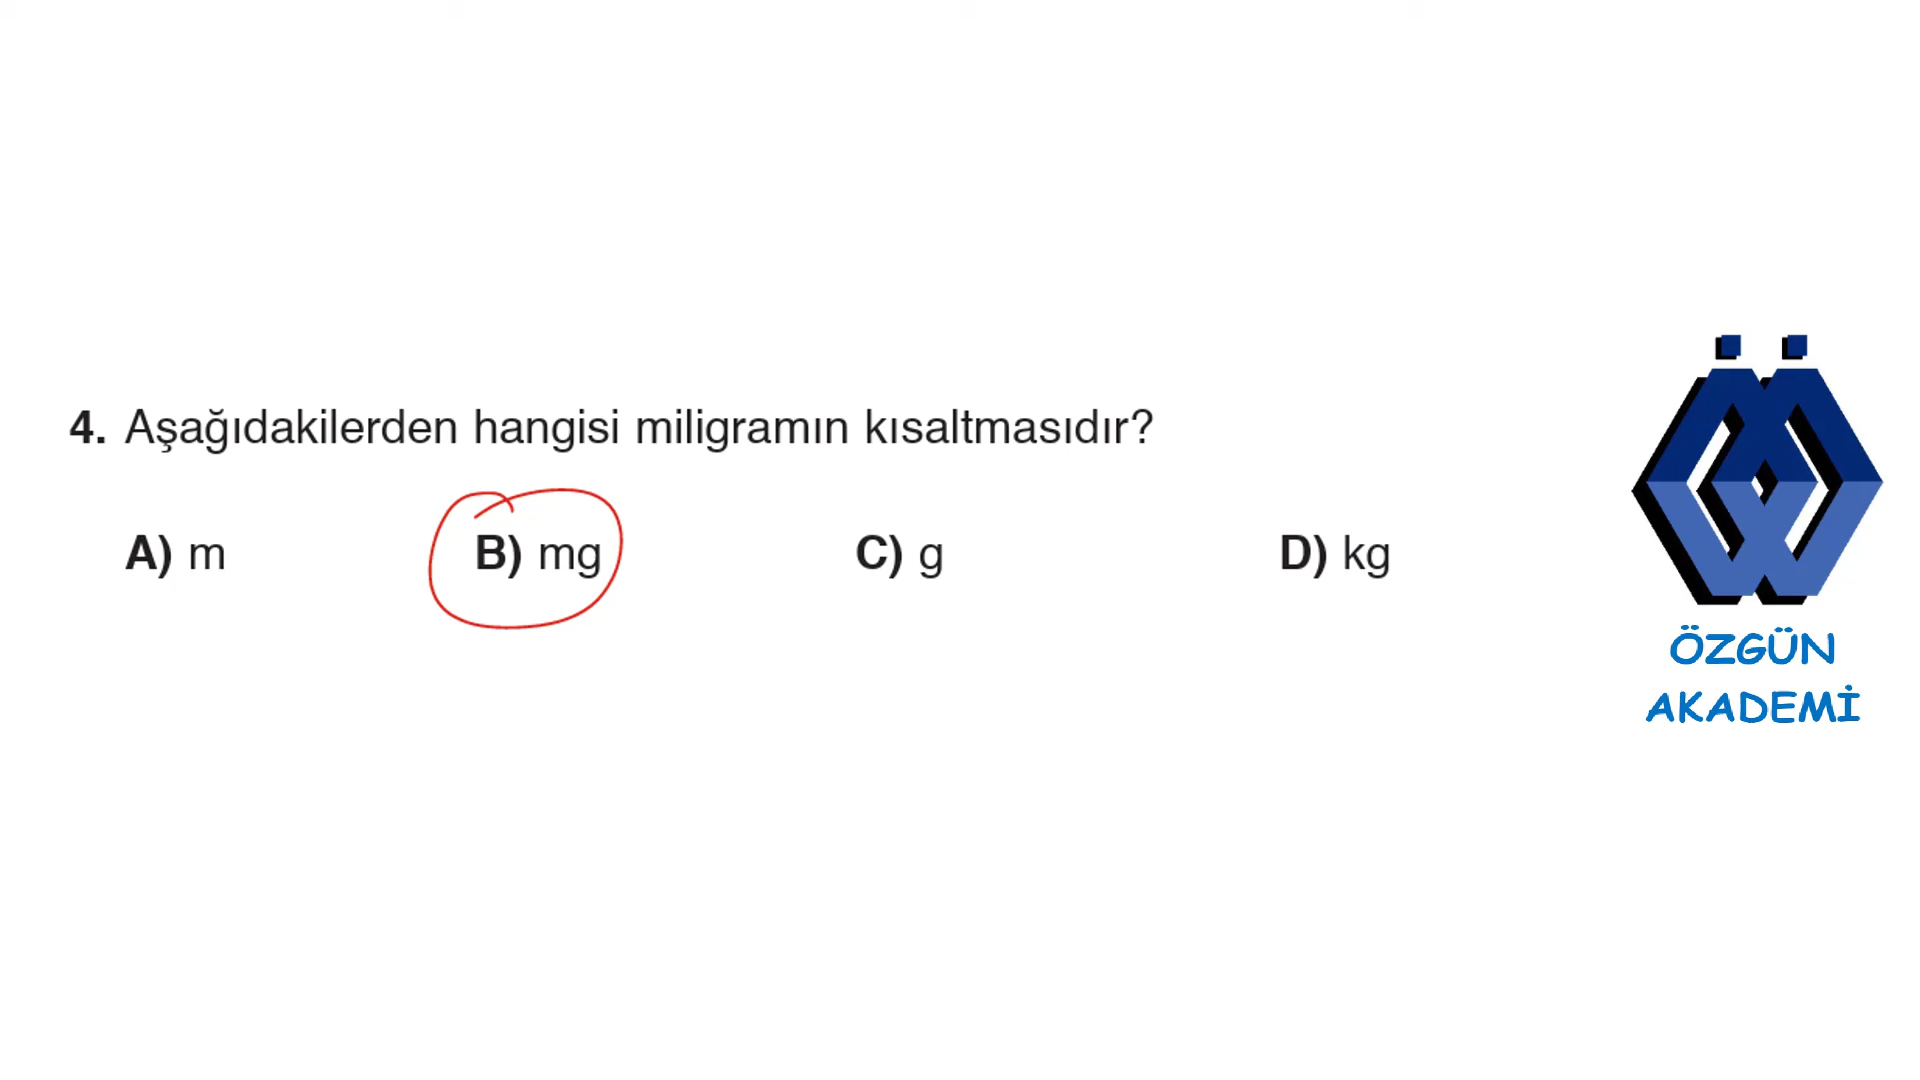 4. Aşağıdakilerden hangisi miligramın kısaltmasıdır?
A) m B) mg C) g D) kg
ÖZGÜN
AKADEMİ